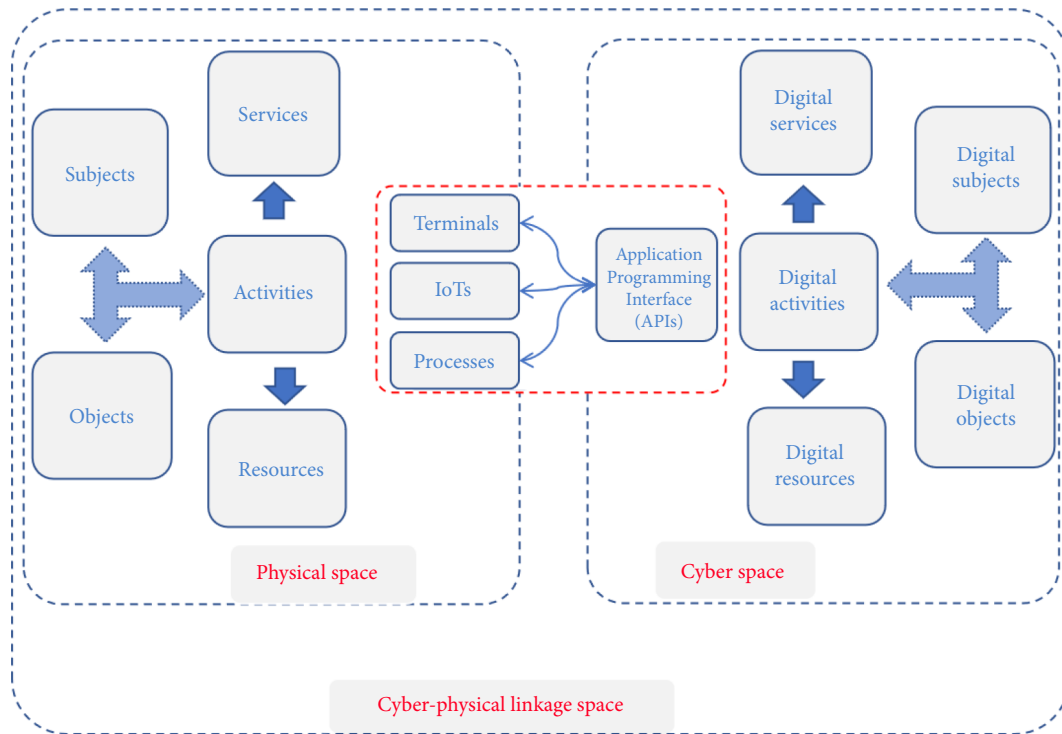 Services
Subjects
Activities
Objects
Resources
Physical space
Terminals
IoTs
Processes
Application
Programming
Interface
(APIs)
Digital
services
Digital
subjects
Digital
activities
Digital
objects
Digital
resources
Cyber space
Cyber-physical linkage space